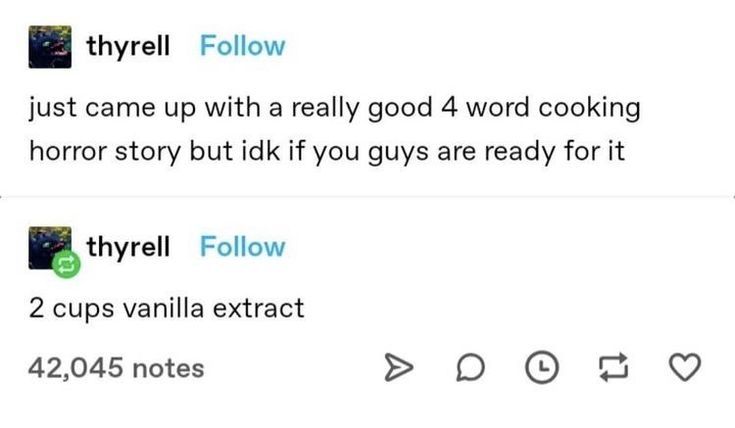 thyrell Follow
just came up with a really good 4 word cooking
horror story but idk if you guys are ready for it
thyrell Follow
2 cups vanilla extract
42,045 notes